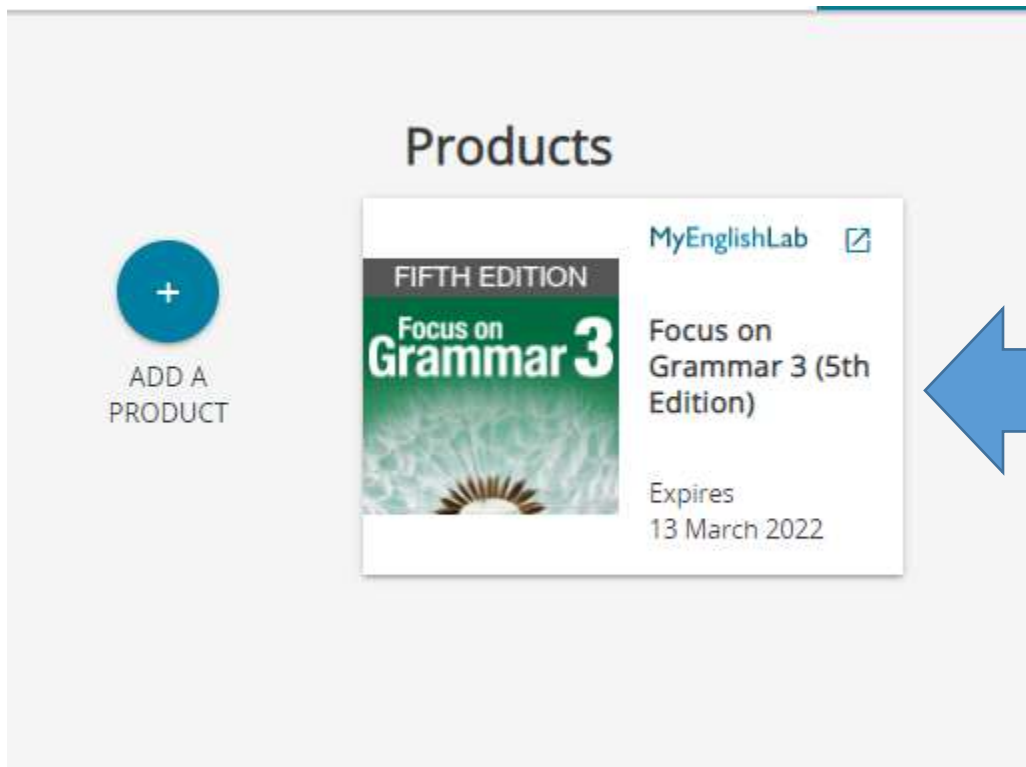 Products
+
ADD A
PRODUCT
FIFTH EDITION
Focus on
Grammar 3
MyEnglishLab
Focus on
Grammar 3 (5th
Edition)
Expires
13 March 2022